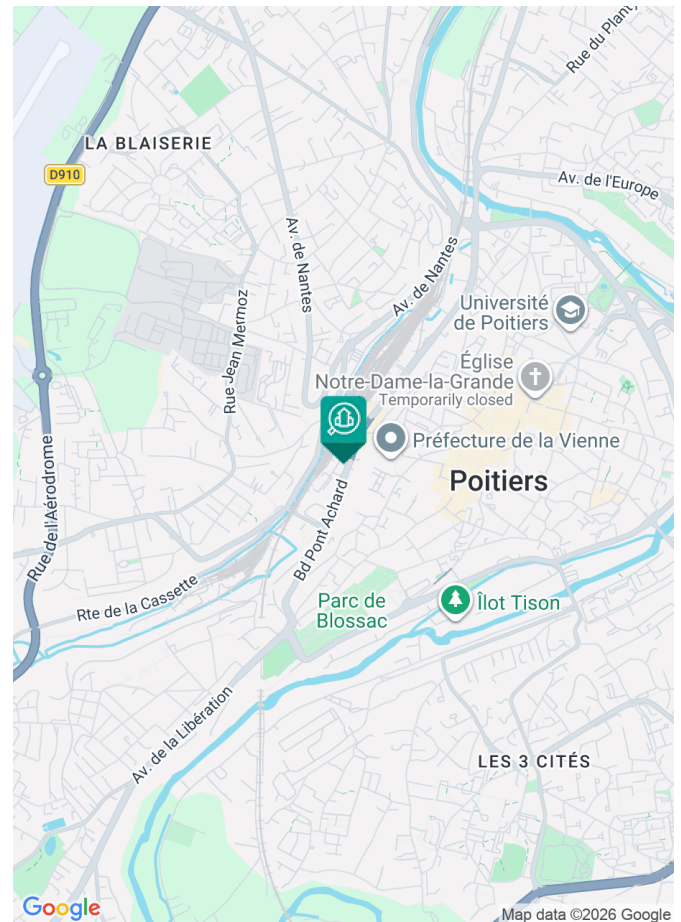 Rue du Plant
LA BLAISERIE
D910
Av. de l'Europe
Av. de Nantes
Av. de Nantes
Université
de Poitiers
Rue Jean Mermoz
Église
Notre-Dame-la-Grande
Temporarily closed
Préfecture de la Vienne
Poitiers
Rue de l'Aérodrome
Bd Pont Achard
Rte de la Cassette
Parc de
Blossac
Îlot Tison
Av. de la Libération
LES 3 CITÉS
Google
Map data ©2026 Google